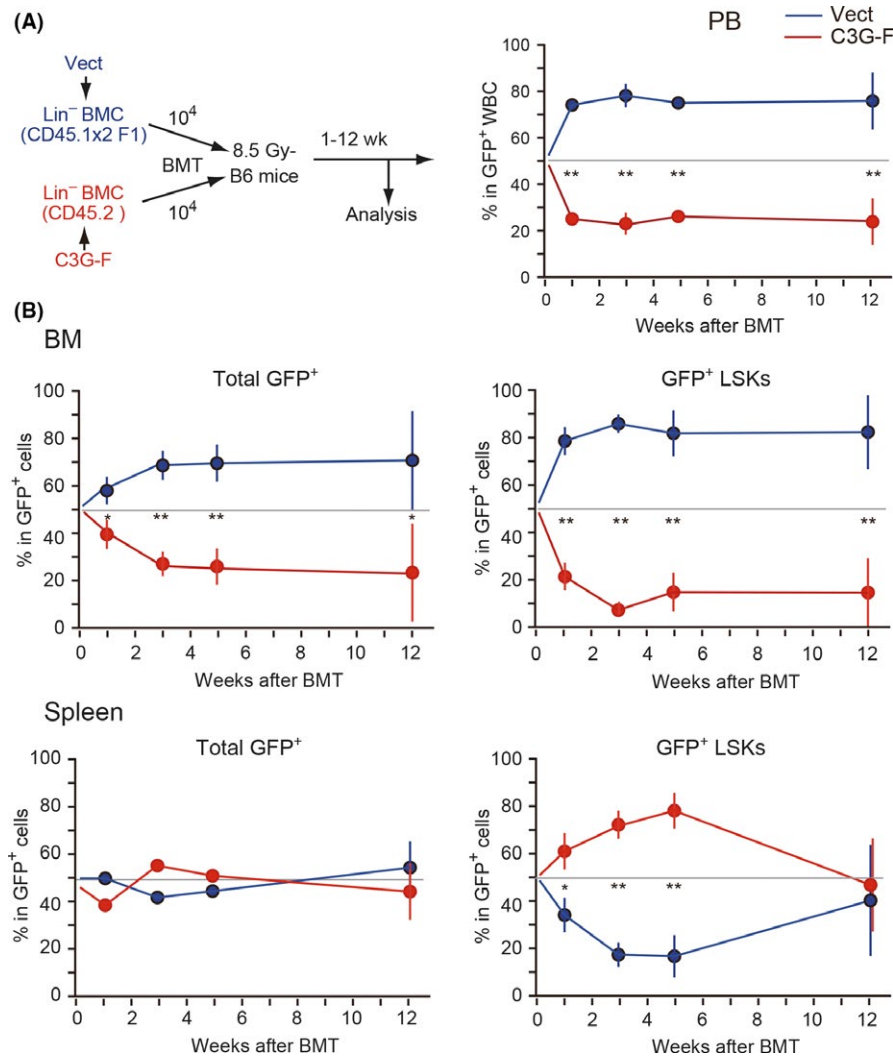 (A)
Vect
Lin⁻ BMC
(CD45.1x2 F1)
10⁴
BMT
8.5 Gy-
B6 mice
1-12 wk
Analysis
Lin⁻ BMC
(CD45.2 )
10⁴
C3G-F
PB
Vect
C3G-F
% in GFP⁺ WBC
100
80
60
40
20
0
** ** ** **
0 2 4 6 8 10 12
Weeks after BMT
(B)
BM
Total GFP⁺
% in GFP⁺ cells
100
80
60
40
20
0
* ** ** *
0 2 4 6 8 10 12
Weeks after BMT
GFP⁺ LSKs
% in GFP⁺ cells
100
80
60
40
20
0
** ** ** **
0 2 4 6 8 10 12
Weeks after BMT
Spleen
Total GFP⁺
% in GFP⁺ cells
100
80
60
40
20
0
0 2 4 6 8 10 12
Weeks after BMT
GFP⁺ LSKs
% in GFP⁺ cells
100
80
60
40
20
0
* ** **
0 2 4 6 8 10 12
Weeks after BMT